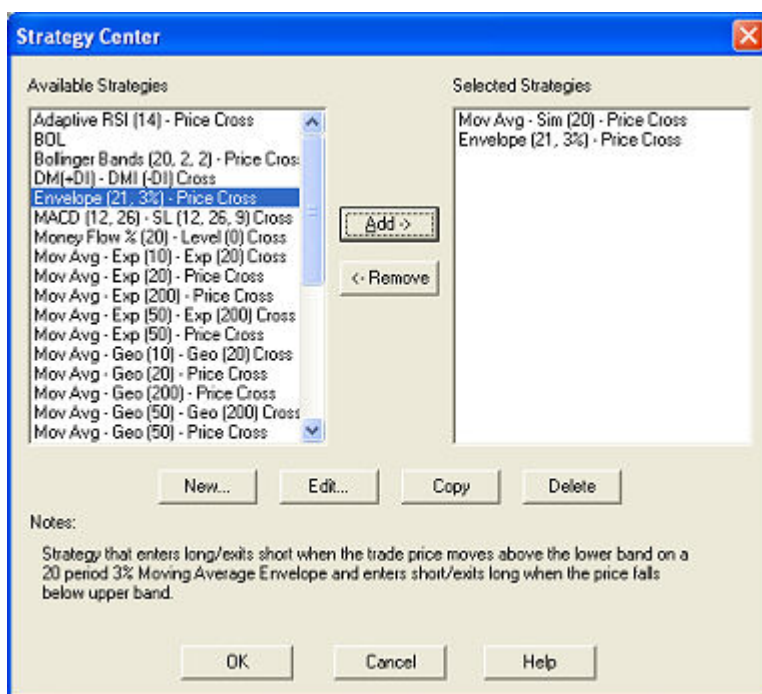 Strategy Center
Available Strategies
Adaptive RSI (14) - Price Cross
BOL
Bollinger Bands (20, 2, 2) - Price Cros
DM(+DI) - DMI (-DI) Cross
Envelope (21, 3%) - Price Cross
MACD (12, 26) - SL (12, 26, 9) Cross
Money Flow % (20) - Level (0) Cross
Mov Avg - Exp (10) - Exp (20) Cross
Mov Avg - Exp (20) - Price Cross
Mov Avg - Exp (200) - Price Cross
Mov Avg - Exp (50) - Exp (200) Cross
Mov Avg - Exp (50) - Price Cross
Mov Avg - Geo (10) - Geo (20) Cross
Mov Avg - Geo (20) - Price Cross
Mov Avg - Geo (200) - Price Cross
Mov Avg - Geo (50) - Geo (200) Cross
Mov Avg - Geo (50) - Price Cross
Add ->
<- Remove
Selected Strategies
Mov Avg - Sim (20) - Price Cross
Envelope (21, 3%) - Price Cross
New...
Edit...
Copy
Delete
Notes:
Strategy that enters long/exits short when the trade price moves above the lower band on a
20 period 3% Moving Average Envelope and enters short/exits long when the price falls
below upper band.
OK
Cancel
Help